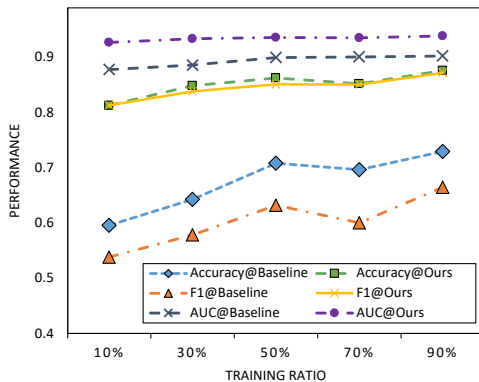 0.9
0.8
0.7
0.6
0.5
0.4
PERFORMANCE
Accuracy@Baseline Accuracy@Ours
F1@Baseline F1@Ours
AUC@Baseline AUC@Ours
10% 30% 50% 70% 90%
TRAINING RATIO